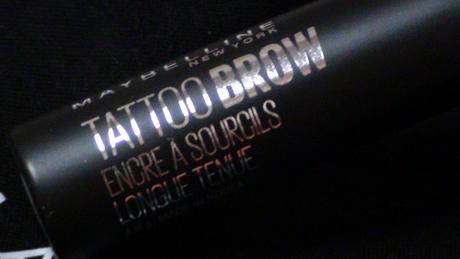 MAYBELLINE
NEW YORK
TATTOO BROW
ENCRE À SOURCILS
LONGUE TENUE